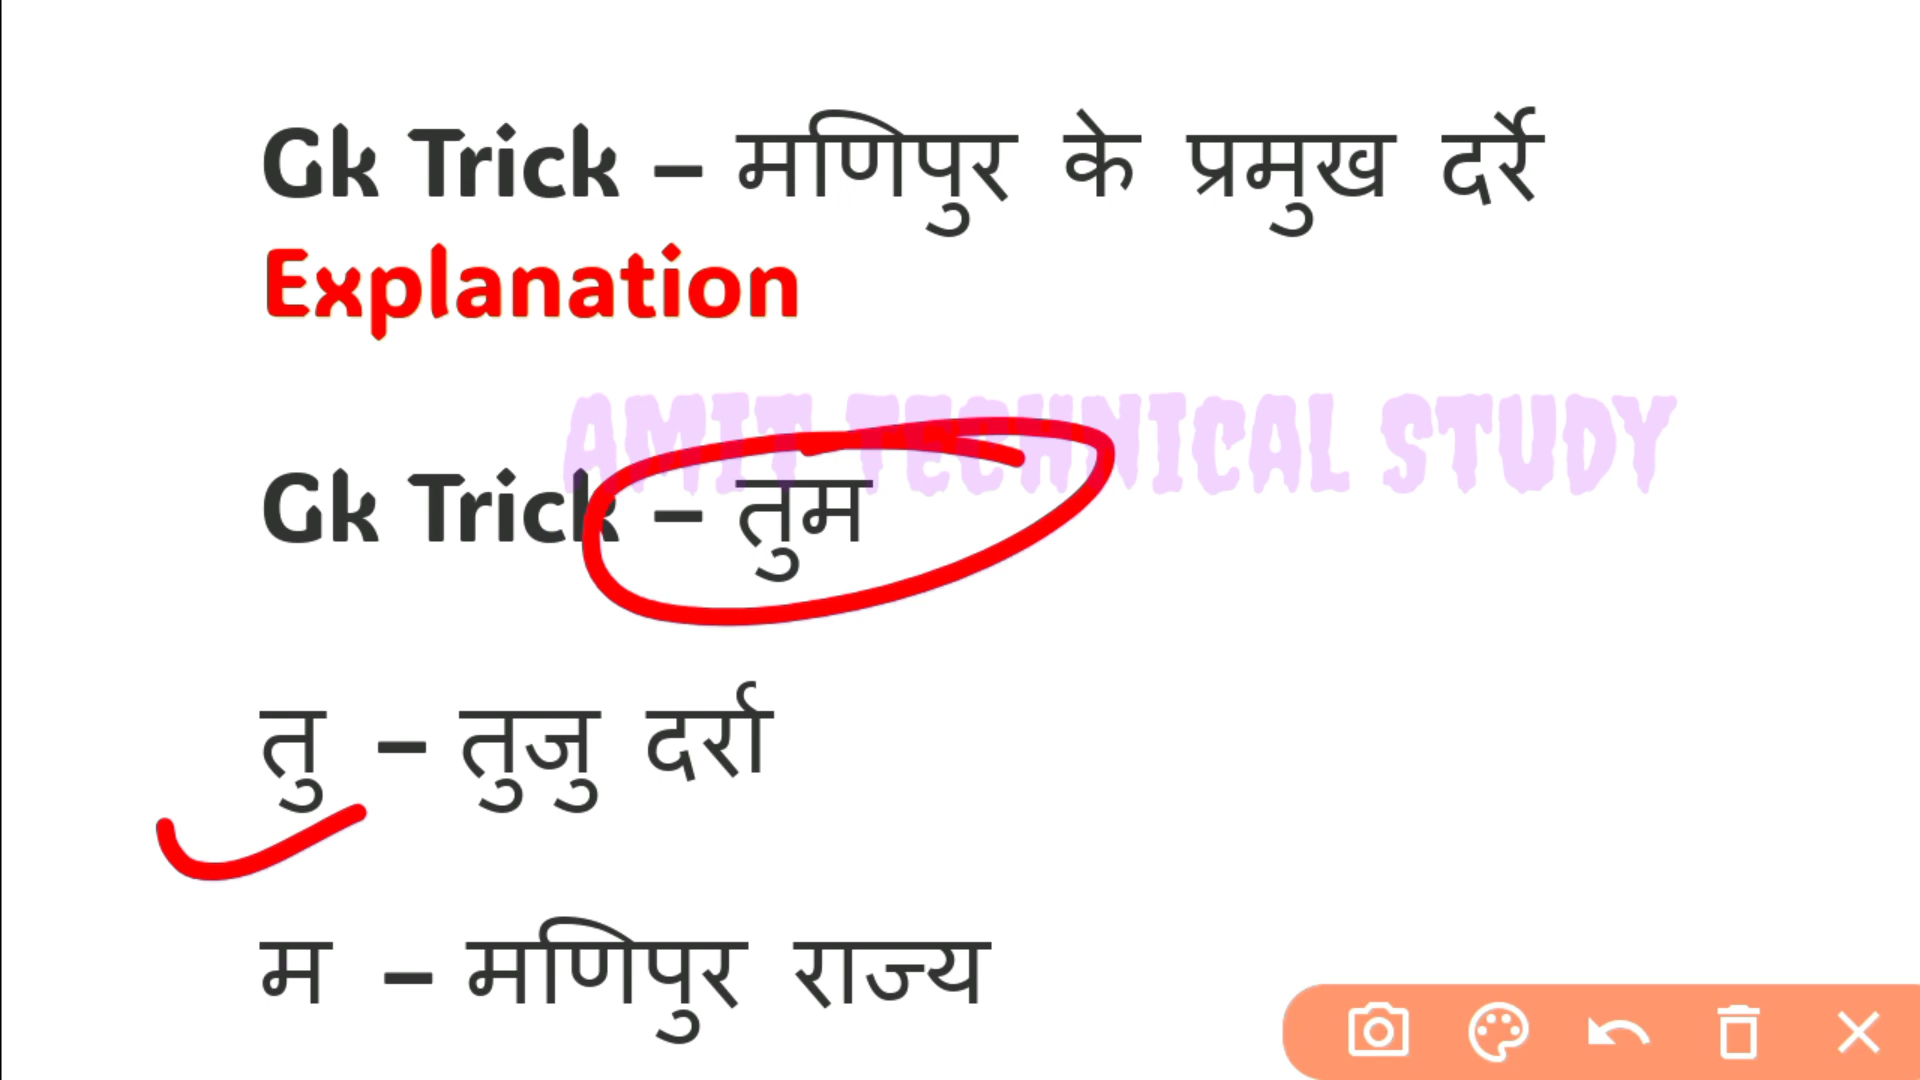 Gk Trick – मणिपुर के प्रमुख दर्रै
Explanation
AMIT TECHNICAL STUDY
Gk Trick – तुम
तु – तुजु दर्रा
म – मणिपुर राज्य